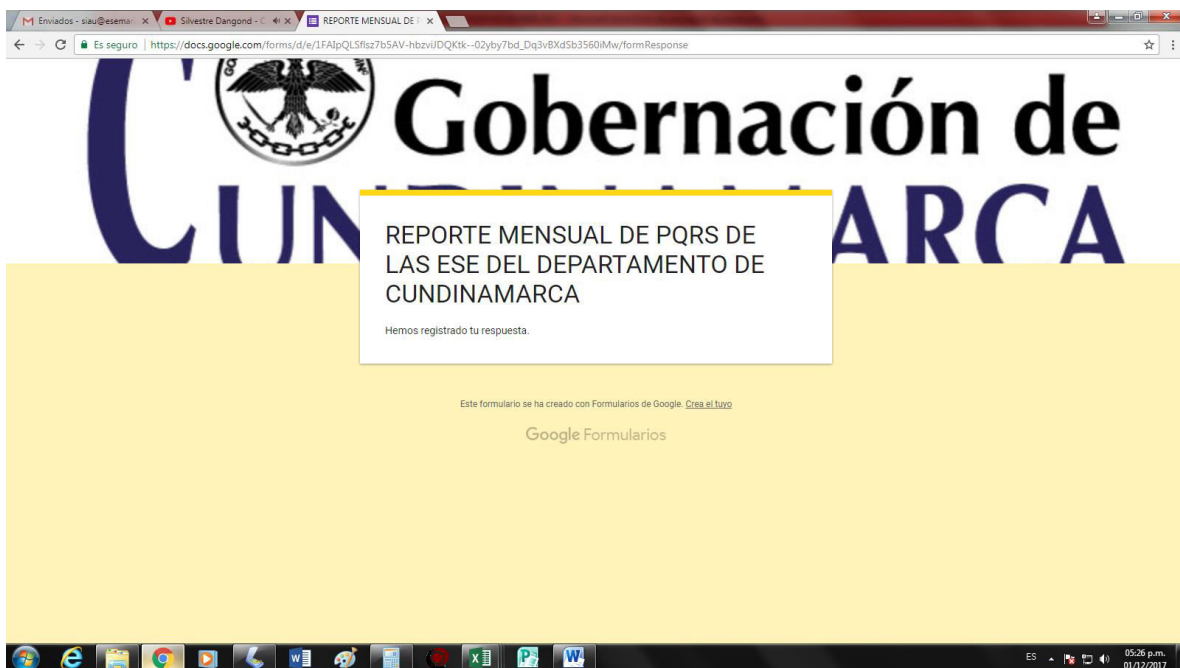 Enviados - siau@esemar
Silvestre Dangond - C
REPORTE MENSUAL DE P
Es seguro
https://docs.google.com/forms/d/e/1FAIpQLSflsz7b5AV-hbzviJDQKtk--02yby7bd_Dq3vBXdSb3560iMw/formResponse
Gobernación de
CUNDINAMARCA
REPORTE MENSUAL DE PQRS DE
LAS ESE DEL DEPARTAMENTO DE
CUNDINAMARCA
Hemos registrado tu respuesta.
Este formulario se ha creado con Formularios de Google. Crea el tuyo
Google Formularios
ES
05:26 p.m.
01/12/2017